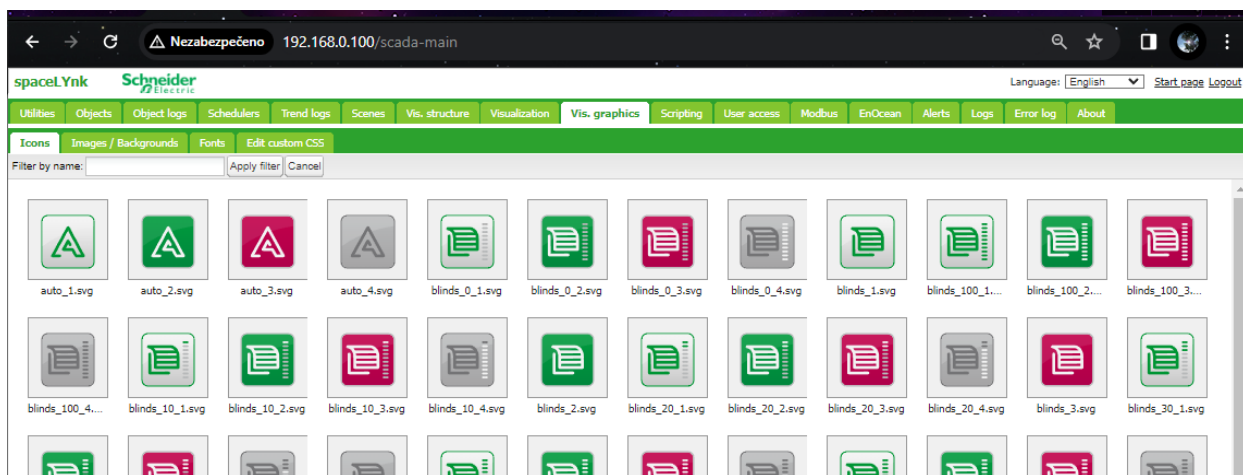 Nezabezpečeno 192.168.0.100/scada-main
spaceLYnk Schneider Electric Language: English Start page Logout
Utilities Objects Object logs Schedulers Trend logs Scenes Vis. structure Visualization Vis. graphics Scripting User access Modbus EnOcean Alerts Logs Error log About
Icons Images / Backgrounds Fonts Edit custom CSS
Filter by name: Apply filter Cancel
auto_1.svg auto_2.svg auto_3.svg auto_4.svg blinds_0_1.svg blinds_0_2.svg blinds_0_3.svg blinds_0_4.svg blinds_1.svg blinds_100_1.... blinds_100_2.... blinds_100_3....
blinds_100_4.... blinds_10_1.svg blinds_10_2.svg blinds_10_3.svg blinds_10_4.svg blinds_2.svg blinds_20_1.svg blinds_20_2.svg blinds_20_3.svg blinds_20_4.svg blinds_3.svg blinds_30_1.svg